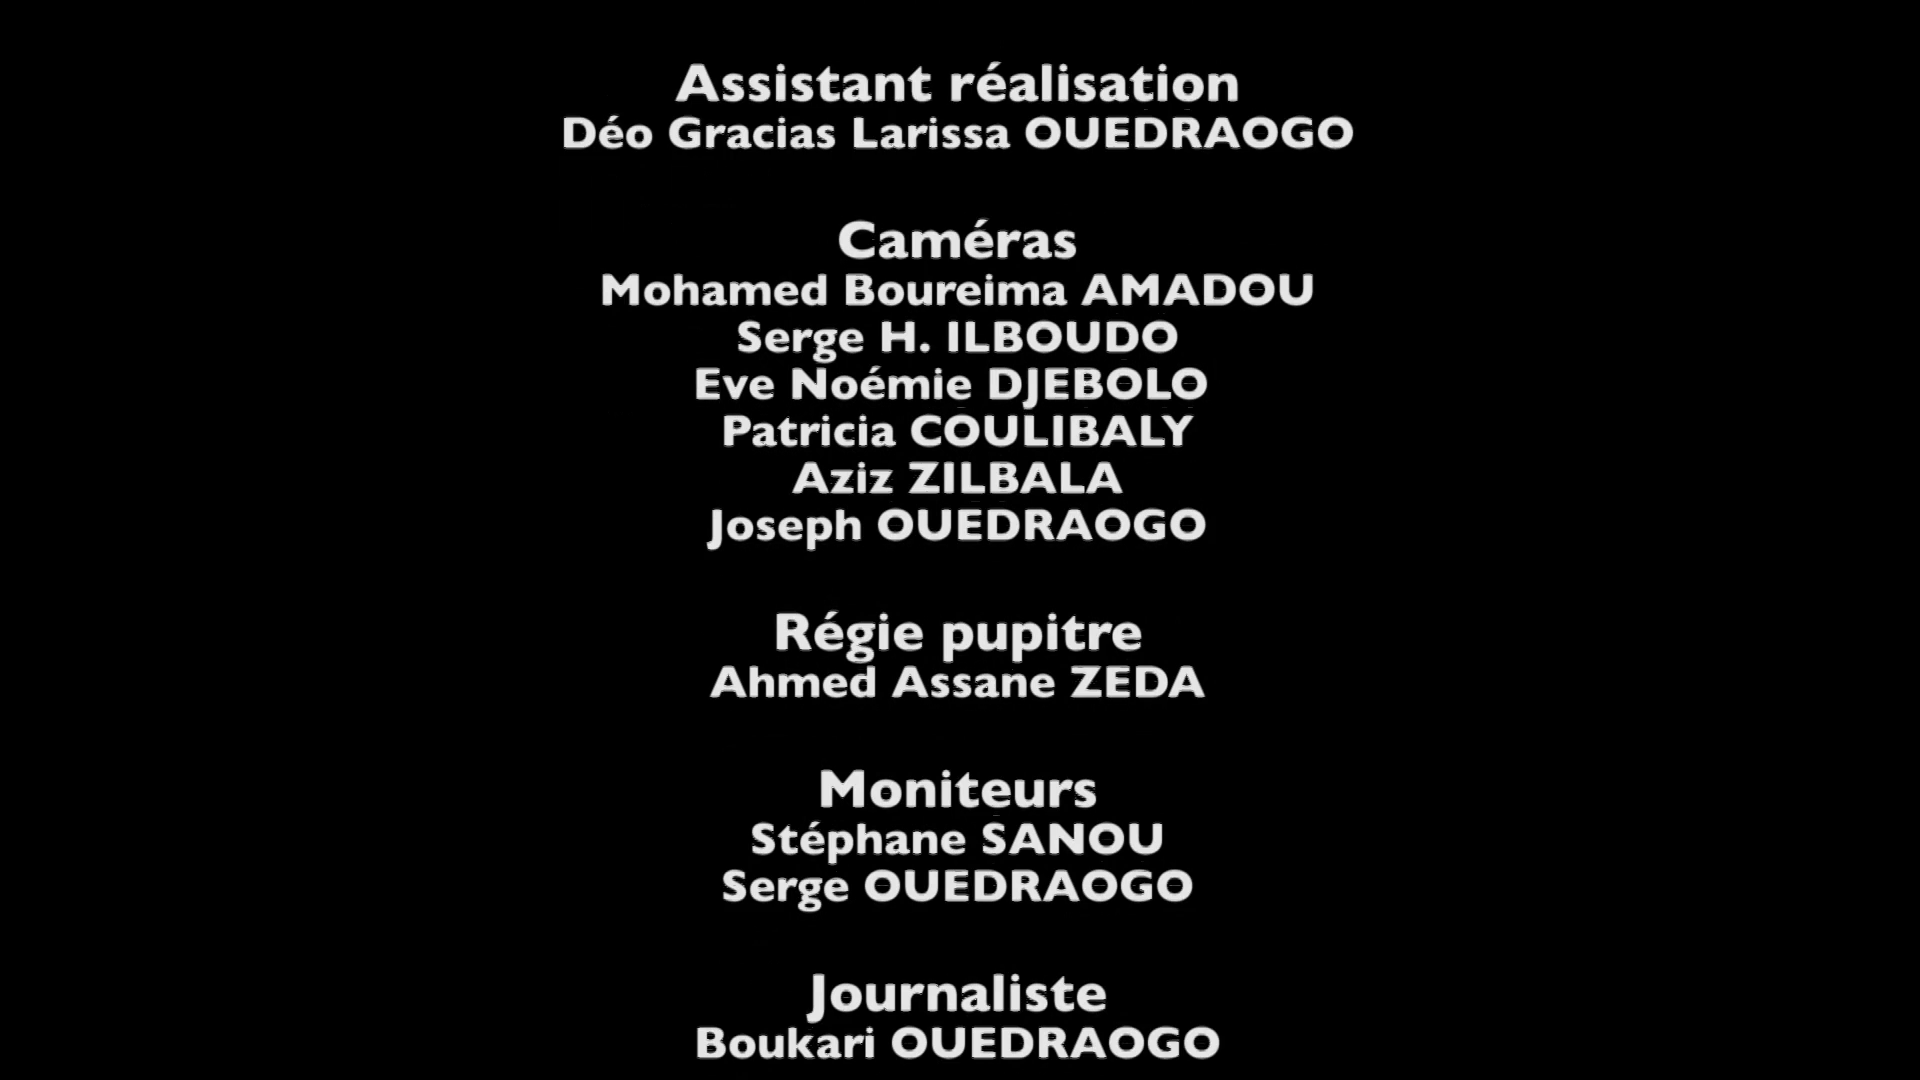 Assistant réalisation
Déo Gracias Larissa OUEDRAOGO
Caméras
Mohamed Boureima AMADOU
Serge H. ILBOUDO
Eve Noémie DJEBOLO
Patricia COULIBALY
Aziz ZILBALA
Joseph OUEDRAOGO
Régie pupitre
Ahmed Assane ZEDA
Moniteurs
Stéphane SANOU
Serge OUEDRAOGO
Journaliste
Boukari OUEDRAOGO